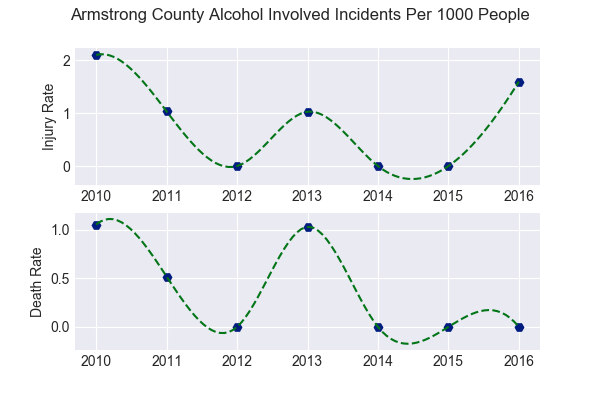 Armstrong County Alcohol Involved Incidents Per 1000 People
2
1
0
Injury Rate
2010 2011 2012 2013 2014 2015 2016
1.0
0.5
0.0
Death Rate
2010 2011 2012 2013 2014 2015 2016